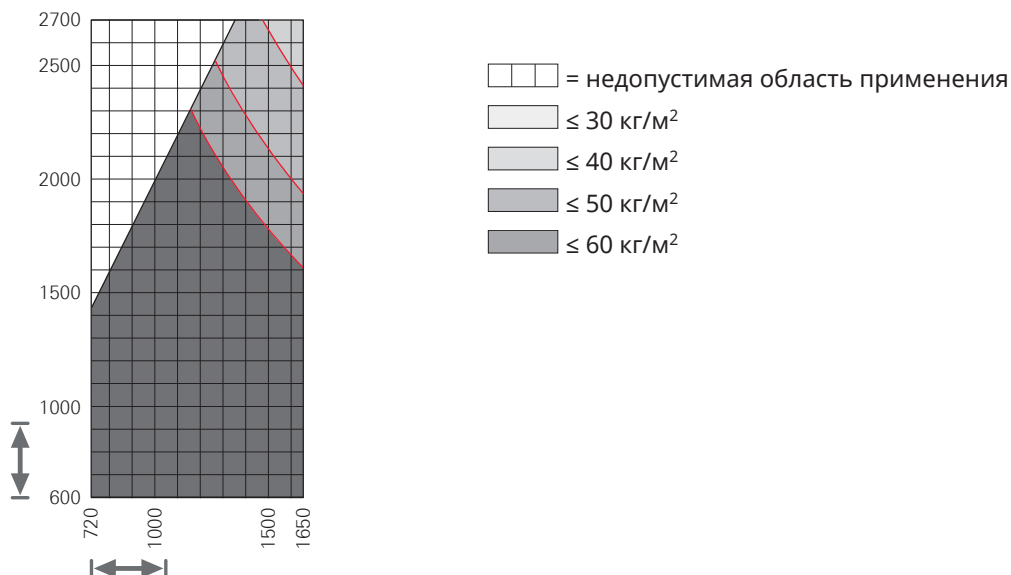 2700
2500
2000
1500
1000
600
720
1000
1500
1650
= недопустимая область применения
≤ 30 кг/м²
≤ 40 кг/м²
≤ 50 кг/м²
≤ 60 кг/м²